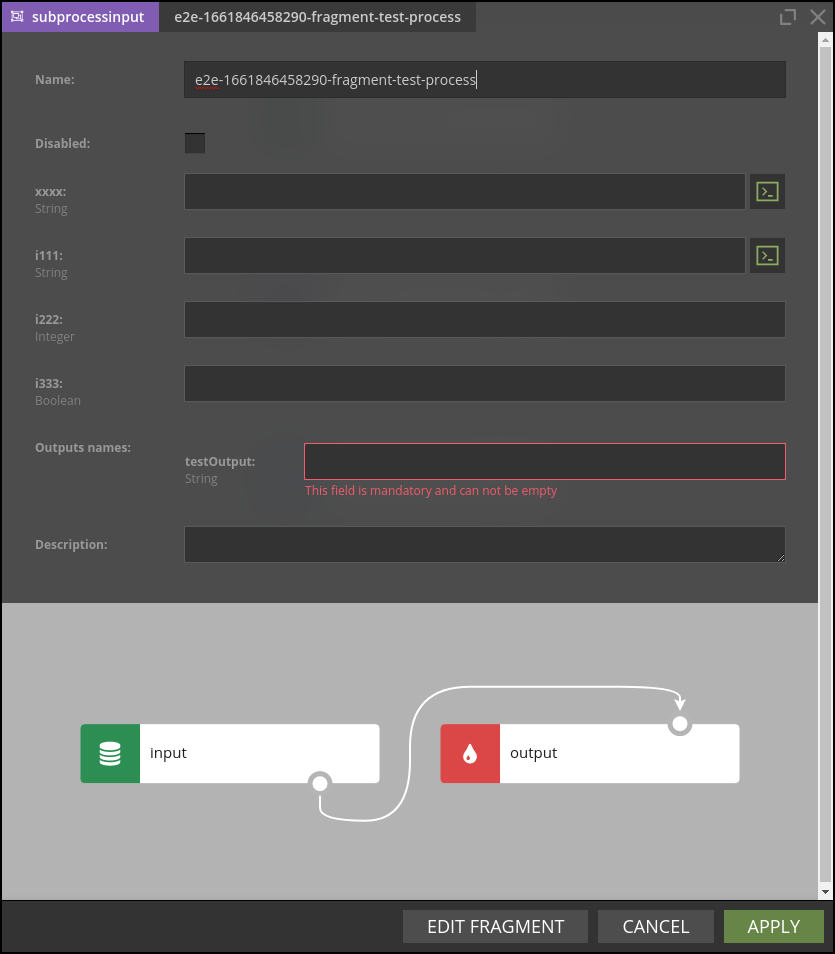 subprocessinput e2e-1661846458290-fragment-test-process
Name: e2e-1661846458290-fragment-test-process
Disabled:
xxxx:
String
i111:
String
i222:
Integer
i333:
Boolean
Outputs names:
testOutput:
String
This field is mandatory and can not be empty
Description:
input output
EDIT FRAGMENT CANCEL APPLY